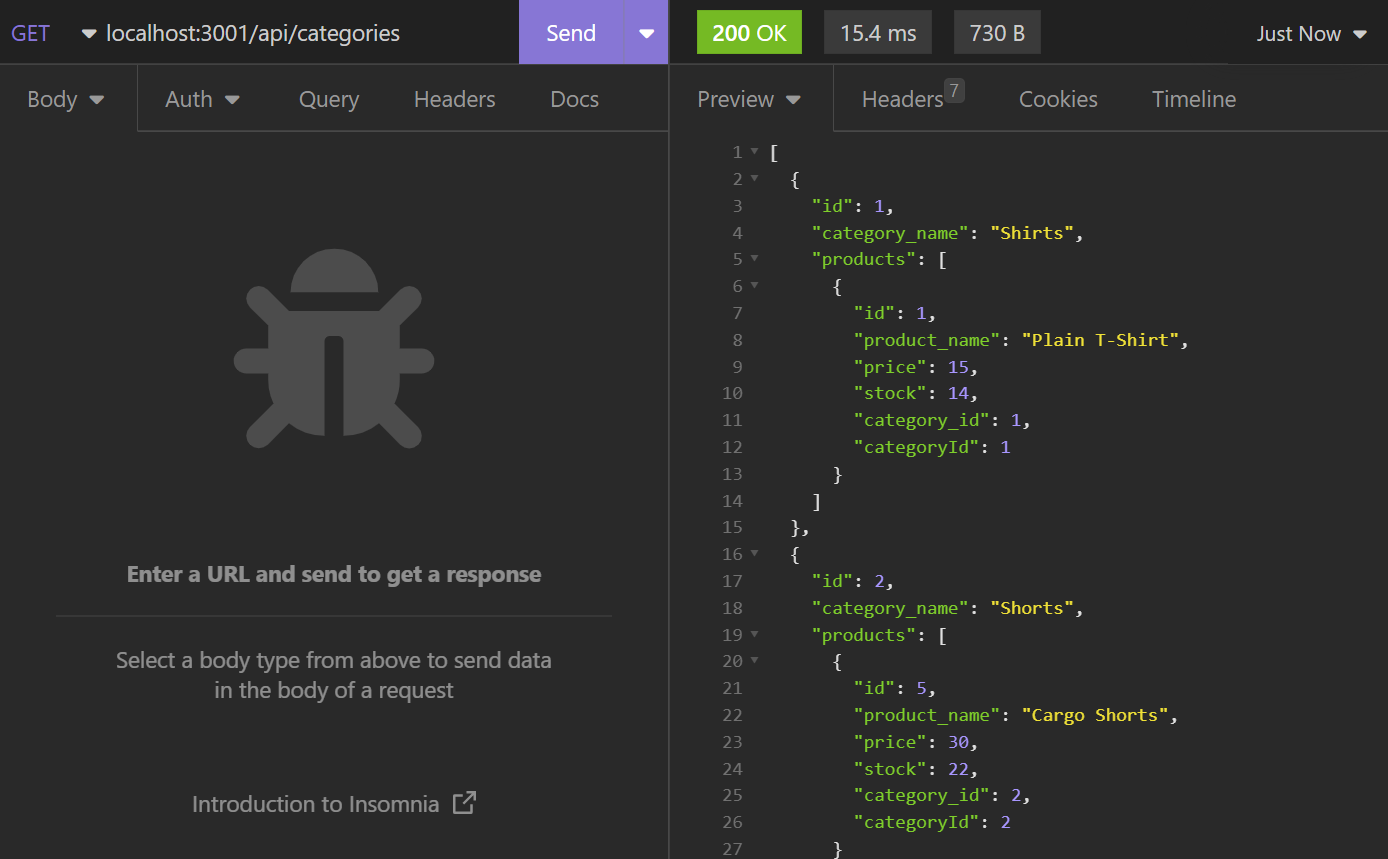 GET localhost:3001/api/categories Send 200 OK 15.4 ms 730 B Just Now
Body Auth Query Headers Docs
Preview Headers 7 Cookies Timeline
Enter a URL and send to get a response
Select a body type from above to send data
in the body of a request
Introduction to Insomnia
1 [
2 {
3 "id": 1,
4 "category_name": "Shirts",
5 "products": [
6 {
7 "id": 1,
8 "product_name": "Plain T-Shirt",
9 "price": 15,
10 "stock": 14,
11 "category_id": 1,
12 "categoryId": 1
13 }
14 ]
15 },
16 {
17 "id": 2,
18 "category_name": "Shorts",
19 "products": [
20 {
21 "id": 5,
22 "product_name": "Cargo Shorts",
23 "price": 30,
24 "stock": 22,
25 "category_id": 2,
26 "categoryId": 2
27 }